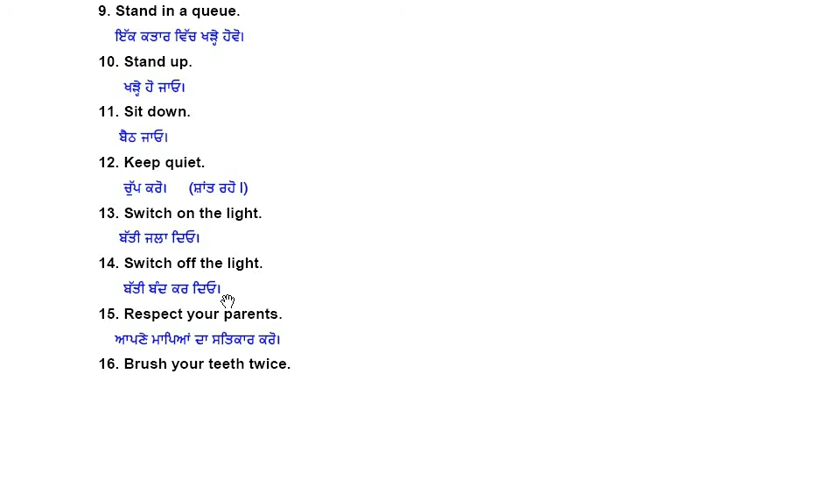 9. Stand in a queue.
ਇੱਕ ਕਤਾਰ ਵਿੱਚ ਖੜ੍ਹੋ ਹੋਵੋ।
10. Stand up.
ਖੜ੍ਹੇ ਹੋ ਜਾਓ।
11. Sit down.
ਬੈਠ ਜਾਓ।
12. Keep quiet.
ਚੁੱਪ ਕਰੋ। (ਸ਼ਾਂਤ ਰਹੋ।)
13. Switch on the light.
ਬੱਤੀ ਜਲਾ ਦਿਓ।
14. Switch off the light.
ਬੱਤੀ ਬੰਦ ਕਰ ਦਿਓ।
15. Respect your parents.
ਆਪਣੇ ਮਾਪਿਆਂ ਦਾ ਸਤਿਕਾਰ ਕਰੋ।
16. Brush your teeth twice.